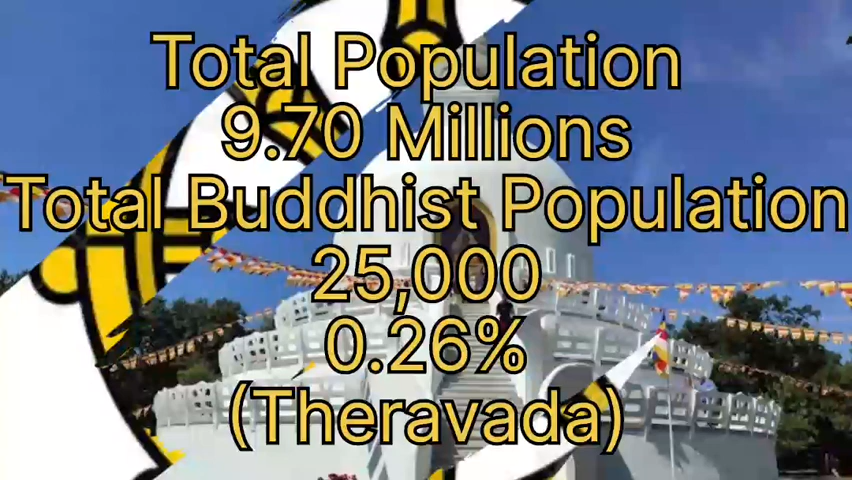 Total Population
9.70 Millions
Total Buddhist Population
25,000
0.26%
(Theravada)